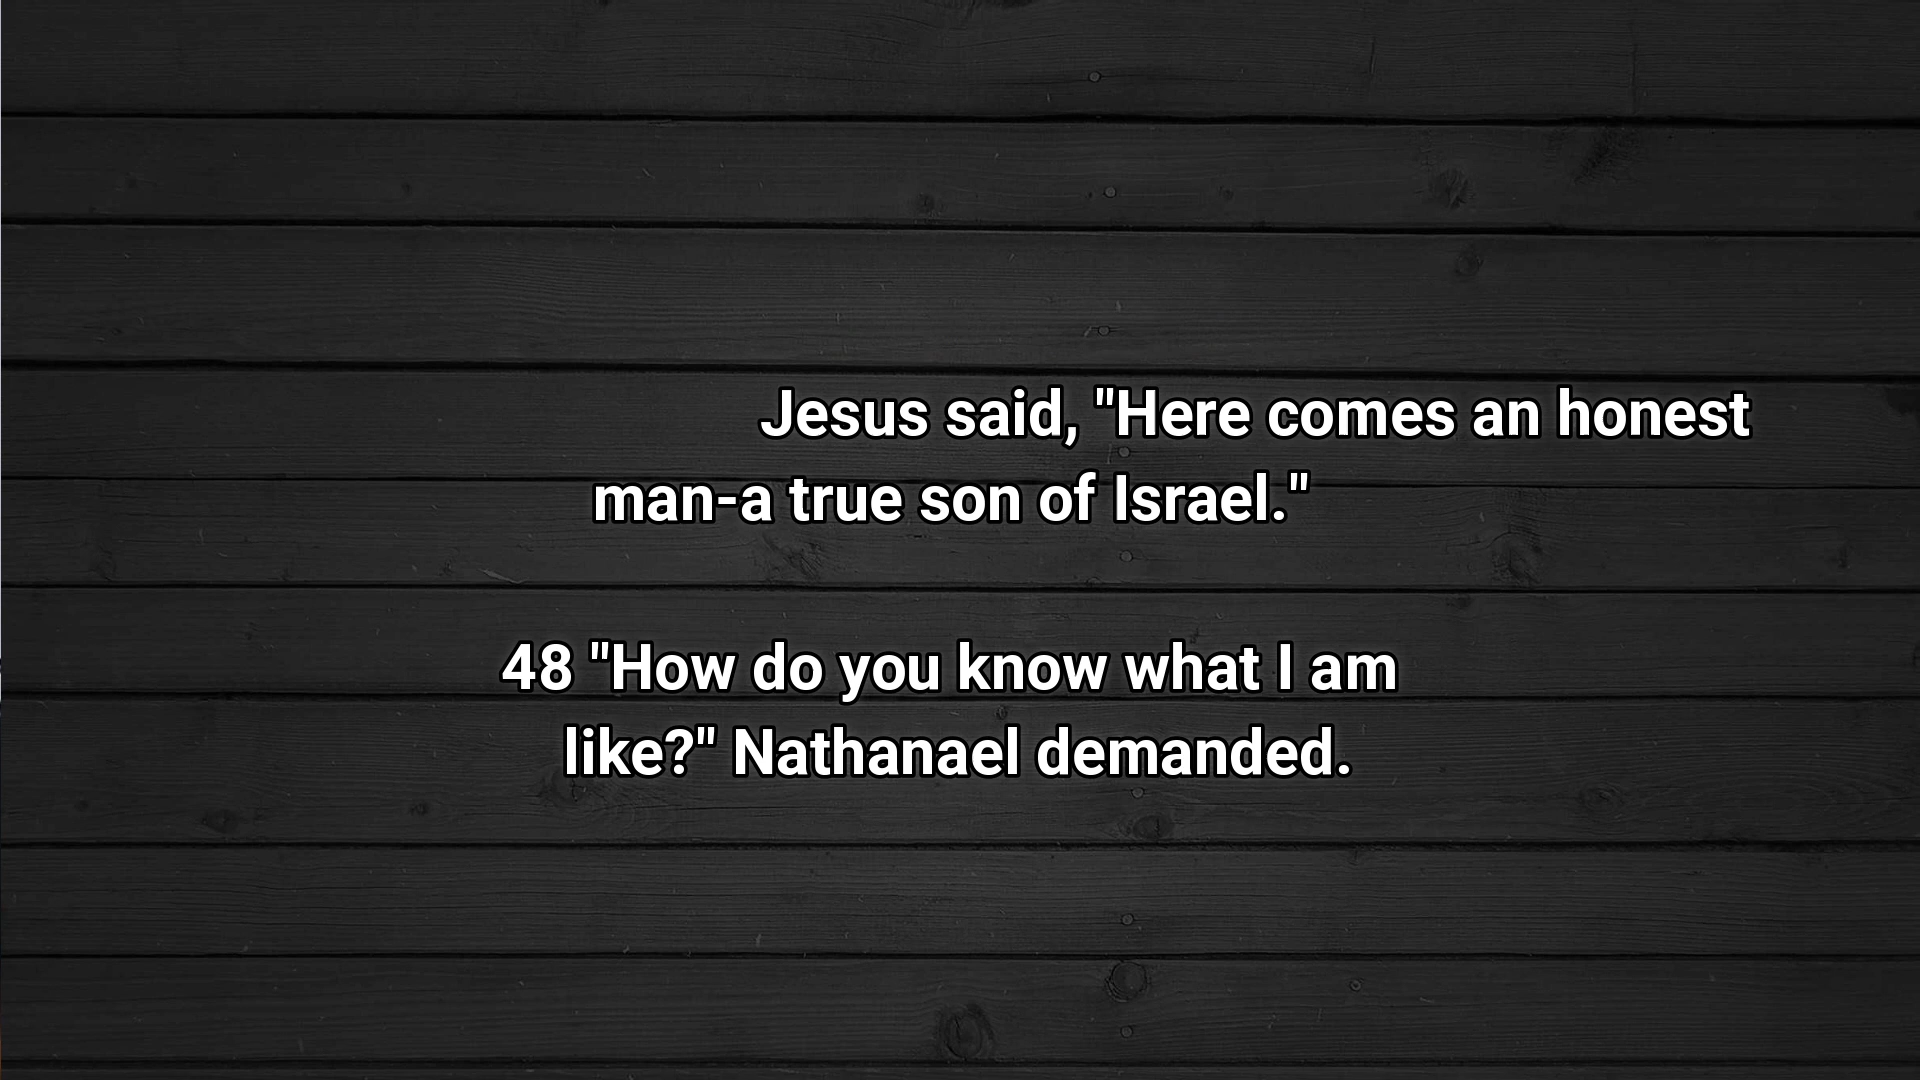 Jesus said, "Here comes an honest
man-a true son of Israel."
48 "How do you know what I am
like?" Nathanael demanded.